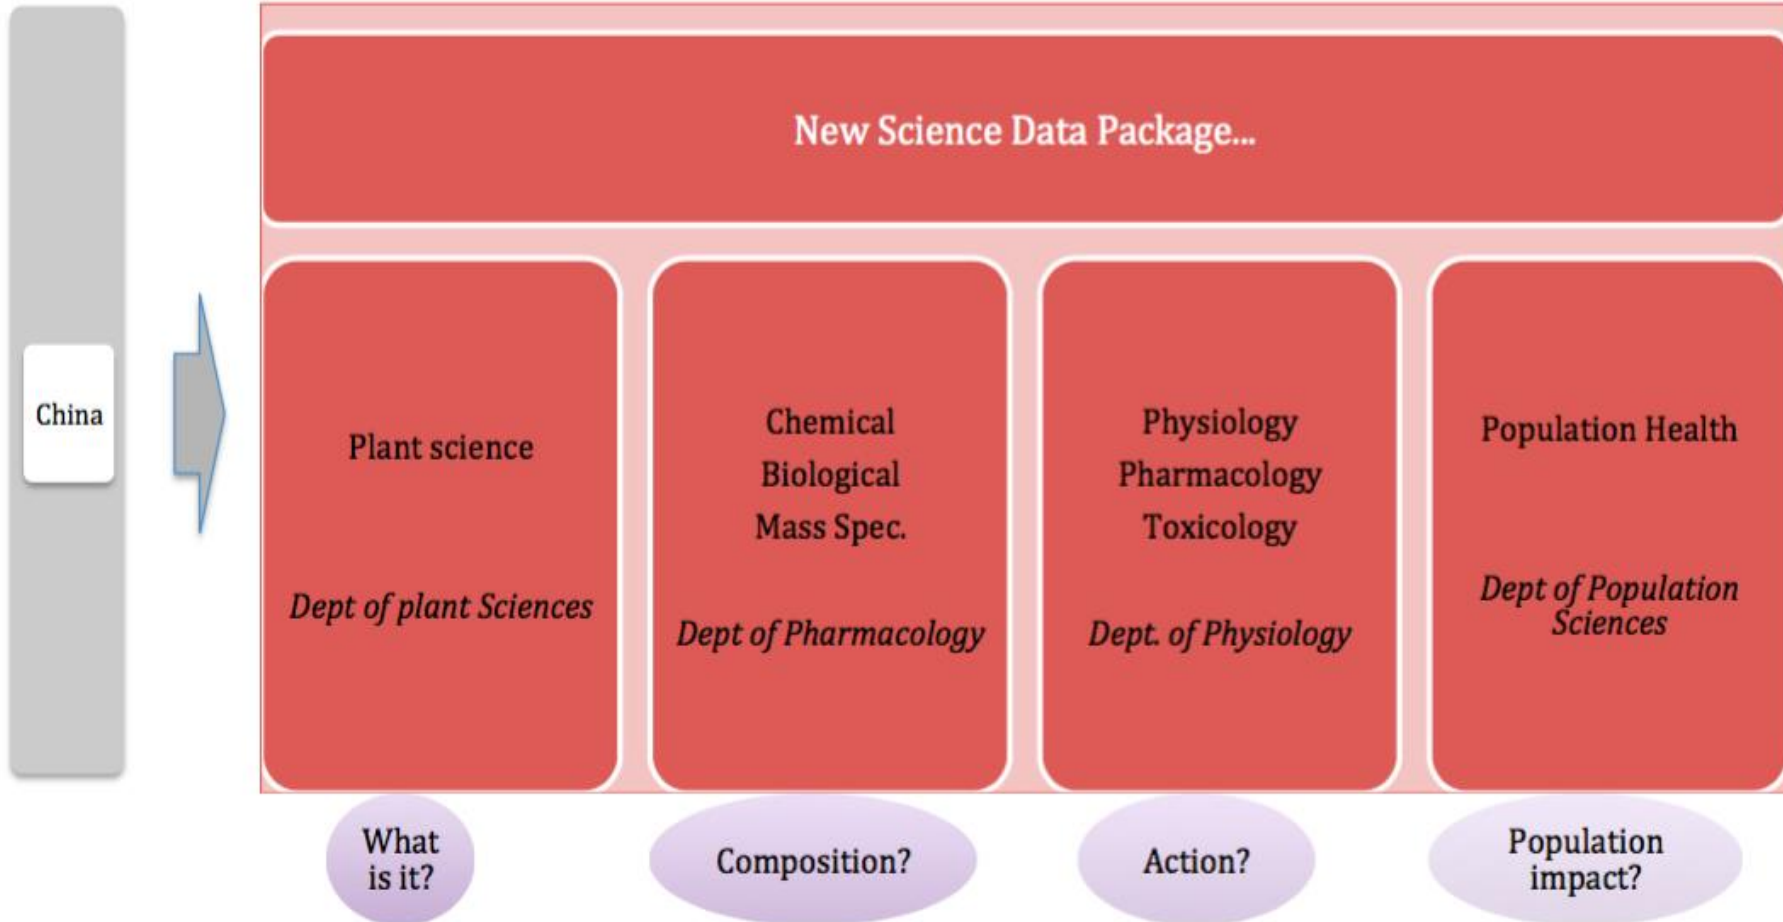 New Science Data Package...
China
Plant science
Dept of plant Sciences
Chemical
Biological
Mass Spec.
Dept of Pharmacology
Physiology
Pharmacology
Toxicology
Dept. of Physiology
Population Health
Dept of Population
Sciences
What
is it?
Composition?
Action?
Population
impact?